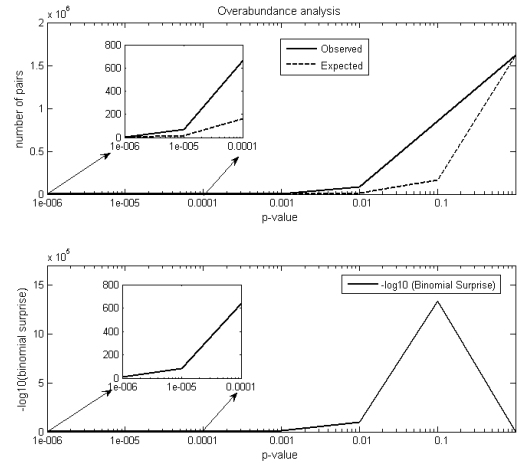 Overabundance analysis
x 10^6
2
1.5
1
0.5
0
number of pairs
Observed
Expected
800
600
400
200
0
1e-006 1e-005 0.0001
1e-006 1e-005 0.0001 0.001 0.01 0.1
p-value
x 10^5
15
10
5
0
-log10(binomial surprise)
-log10 (Binomial Surprise)
800
600
400
200
0
1e-006 1e-005 0.0001
1e-006 1e-005 0.0001 0.001 0.01 0.1
p-value